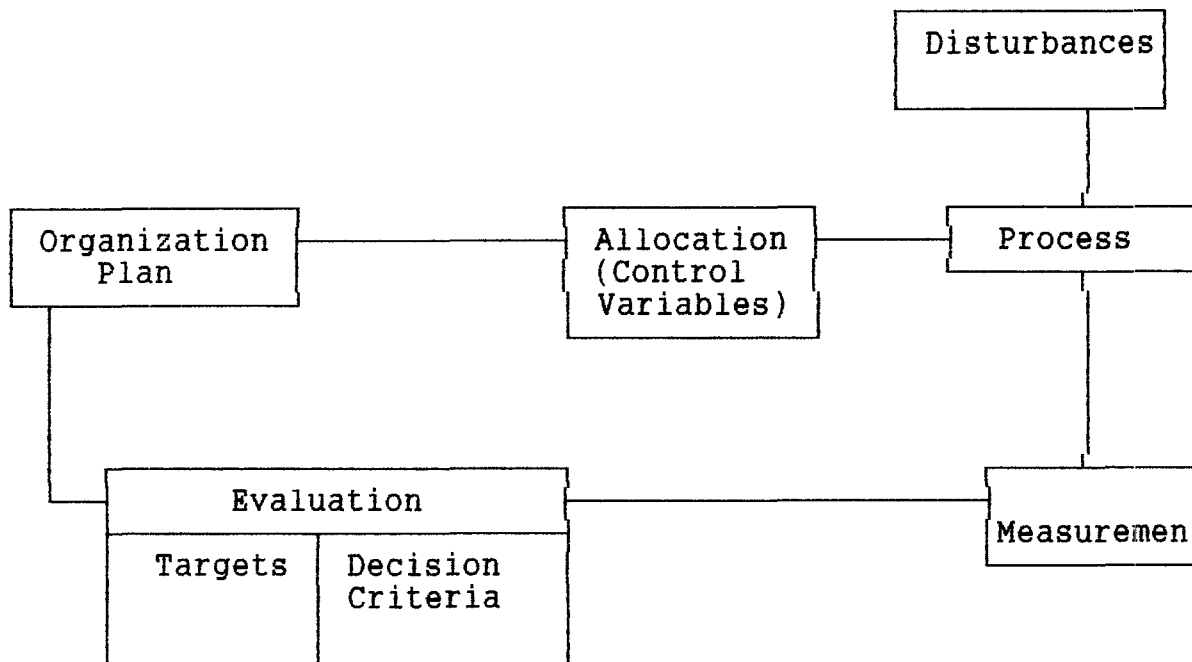 Disturbances
Organization
Plan
Allocation
(Control
Variables)
Process
Evaluation
Measuremen
Targets
Decision
Criteria